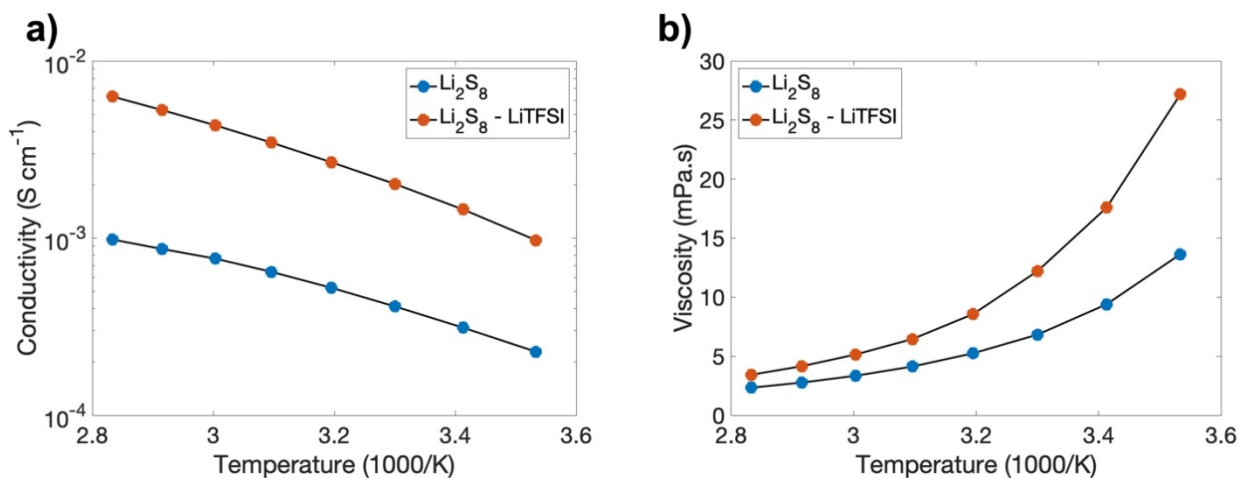 a)
Conductivity (S cm⁻¹)
10⁻²
10⁻³
10⁻⁴
Li₂S₈
Li₂S₈ - LiTFSI
2.8 3 3.2 3.4 3.6
Temperature (1000/K)
b)
Viscosity (mPa.s)
30
25
20
15
10
5
0
Li₂S₈
Li₂S₈ - LiTFSI
2.8 3 3.2 3.4 3.6
Temperature (1000/K)